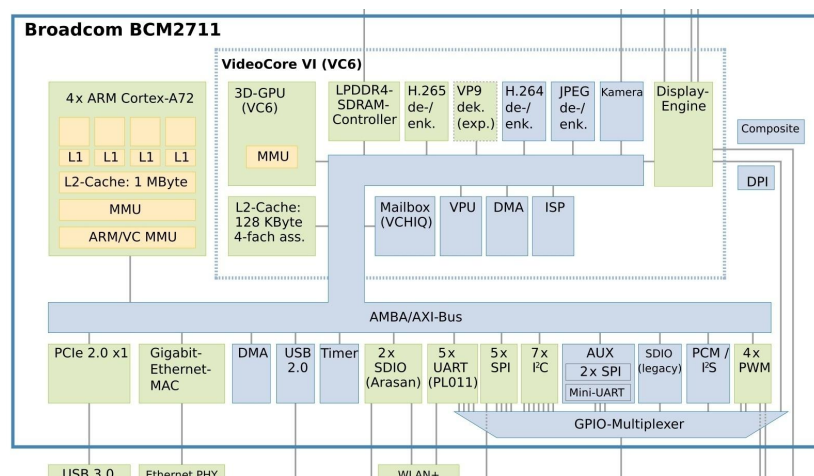 Broadcom BCM2711
VideoCore VI (VC6)
4x ARM Cortex-A72
L1
L1
L1
L1
L2-Cache: 1 MByte
MMU
ARM/VC MMU
3D-GPU
(VC6)
MMU
LPDDR4-
SDRAM-
Controller
H.265
de-/
enk.
VP9
dek.
(exp.)
H.264
de-/
enk.
JPEG
de-/
enk.
Kamera
Display-
Engine
Composite
DPI
L2-Cache:
128 KByte
4-fach ass.
Mailbox
(VCHIQ)
VPU
DMA
ISP
AMBA/AXI-Bus
PCIe 2.0 x1
Gigabit-
Ethernet-
MAC
DMA
USB
2.0
Timer
2x
SDIO
(Arasan)
5x
UART
(PL011)
5x
SPI
7x
I²C
AUX
2x SPI
Mini-UART
SDIO
(legacy)
PCM /
I²S
4x
PWM
GPIO-Multiplexer
USB 3.0
Ethernet PHY
WLAN+